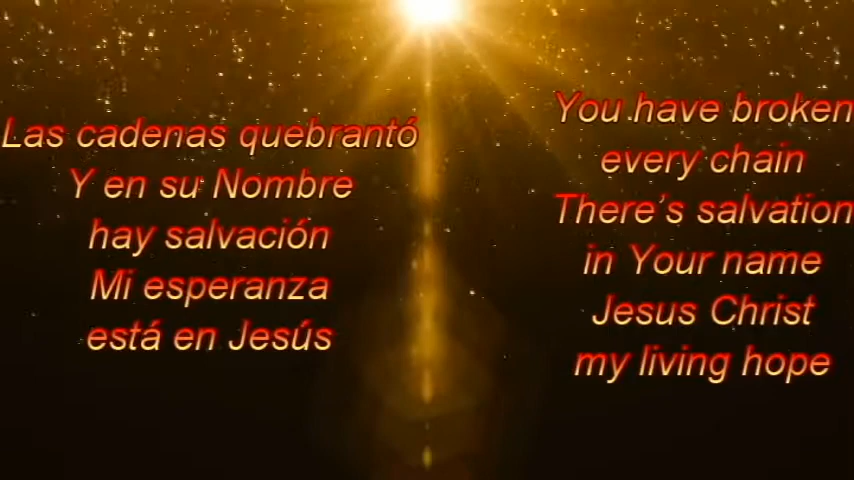 Las cadenas quebrantó
Y en su Nombre
hay salvación
Mi esperanza
está en Jesús
You have broken
every chain
There's salvation
in Your name
Jesus Christ
my living hope